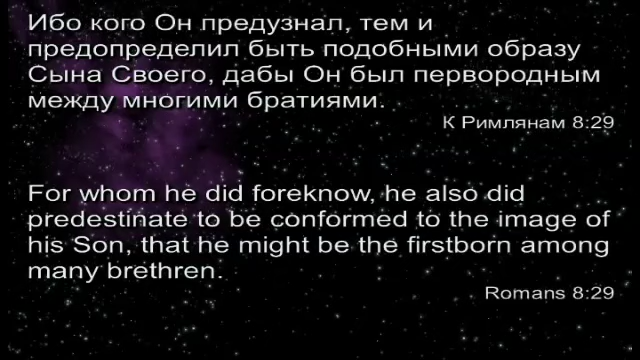 Ибо кого Он предузнал, тем и
предопределил быть подобными образу
Сына Своего, дабы Он был первородным
между многими братиями.
К Римлянам 8:29
For whom he did foreknow, he also did
predestinate to be conformed to the image of
his Son, that he might be the firstborn among
many brethren.
Romans 8:29